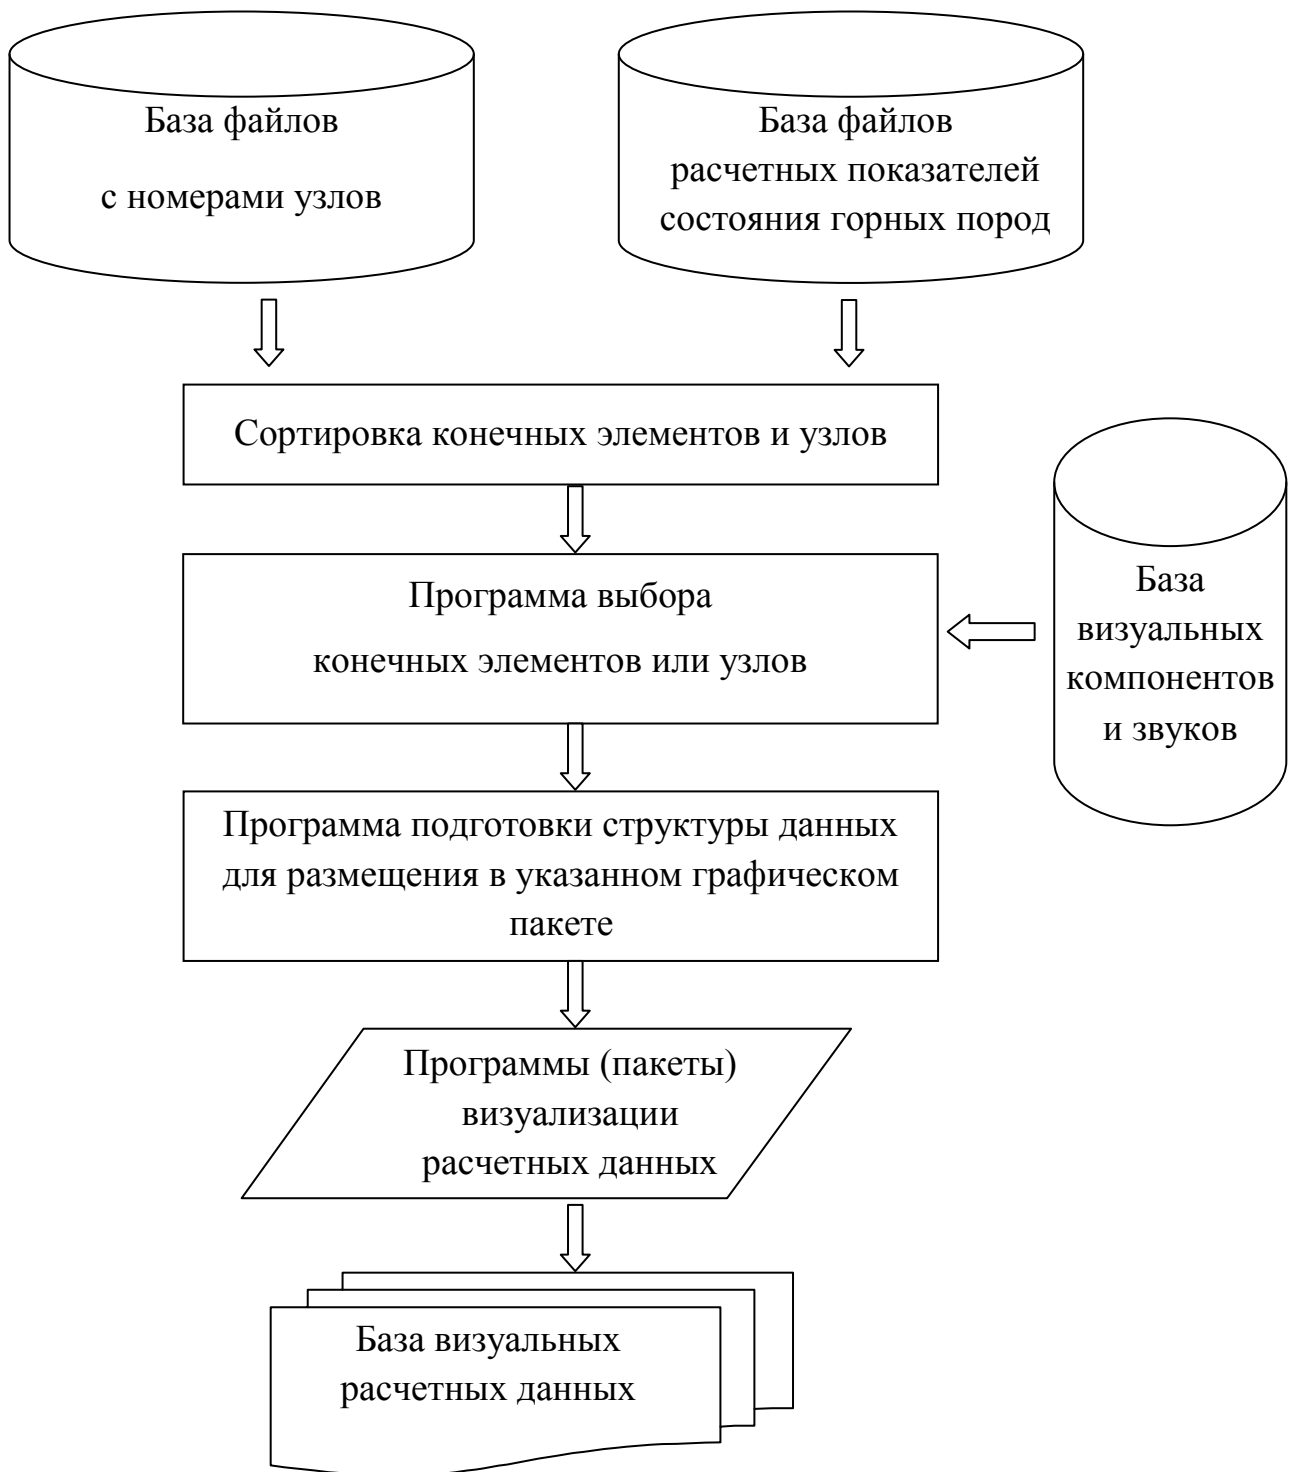 База файлов
с номерами узлов
База файлов
расчетных показателей
состояния горных пород
Сортировка конечных элементов и узлов
Программа выбора
конечных элементов или узлов
База
визуальных
компонентов
и звуков
Программа подготовки структуры данных
для размещения в указанном графическом
пакете
Программы (пакеты)
визуализации
расчетных данных
База визуальных
расчетных данных